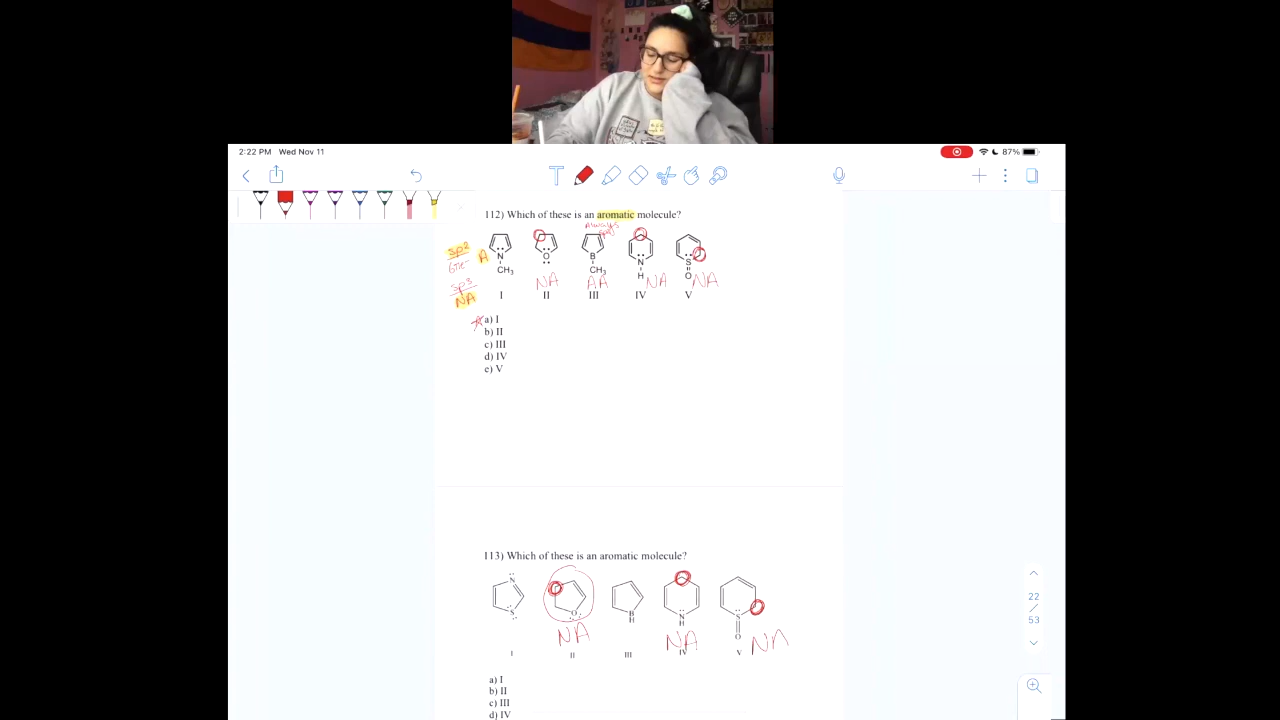 2:22 PM Wed Nov 11
87%
T
112) Which of these is an aromatic molecule?
Always
sp2
6πe-
sp3
NA
A
N
CH3
O
NA
B
CH3
AA
N
H
NA
S
O
NA
I II III IV V
a) I
b) II
c) III
d) IV
e) V
113) Which of these is an aromatic molecule?
N
S
O
NA
B
H
N
H
NA
S
O
NA
I II III IV V
a) I
b) II
c) III
d) IV
22
/
53